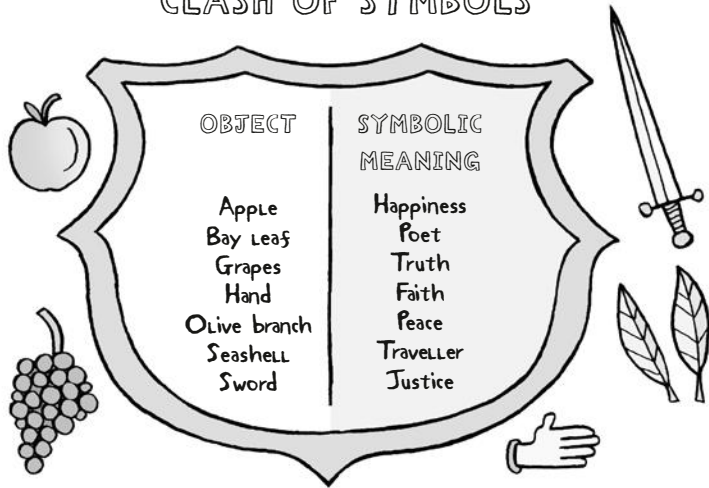 CLASH OF SYMBOLS
OBJECT
Apple
Bay Leaf
Grapes
Hand
Olive branch
Seashell
Sword
SYMBOLIC
MEANING
Happiness
Poet
Truth
Faith
Peace
Traveller
Justice